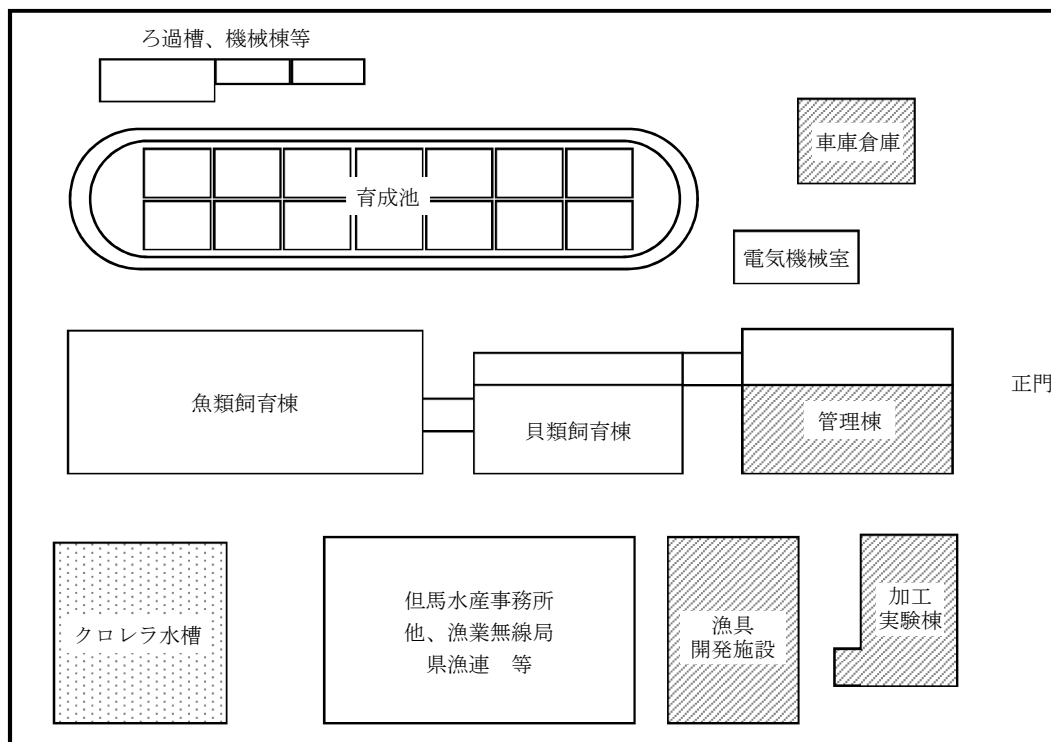 ろ過槽、機械棟等
車庫倉庫
育成池
電気機械室
正門
魚類飼育棟
貝類飼育棟
管理棟
クロレラ水槽
但馬水産事務所
他、漁業無線局
県漁連　等
漁具
開発施設
加工
実験棟